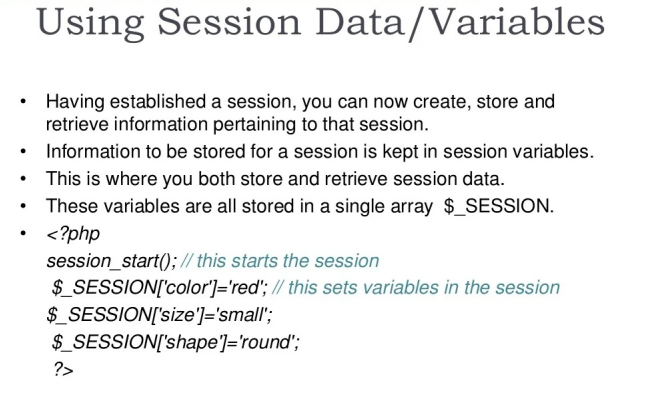 Using Session Data/Variables
• Having established a session, you can now create, store and
retrieve information pertaining to that session.
• Information to be stored for a session is kept in session variables.
• This is where you both store and retrieve session data.
• These variables are all stored in a single array $_SESSION.
• <?php
session_start(); // this starts the session
$_SESSION['color']='red'; // this sets variables in the session
$_SESSION['size']='small';
$_SESSION['shape']='round';
?>